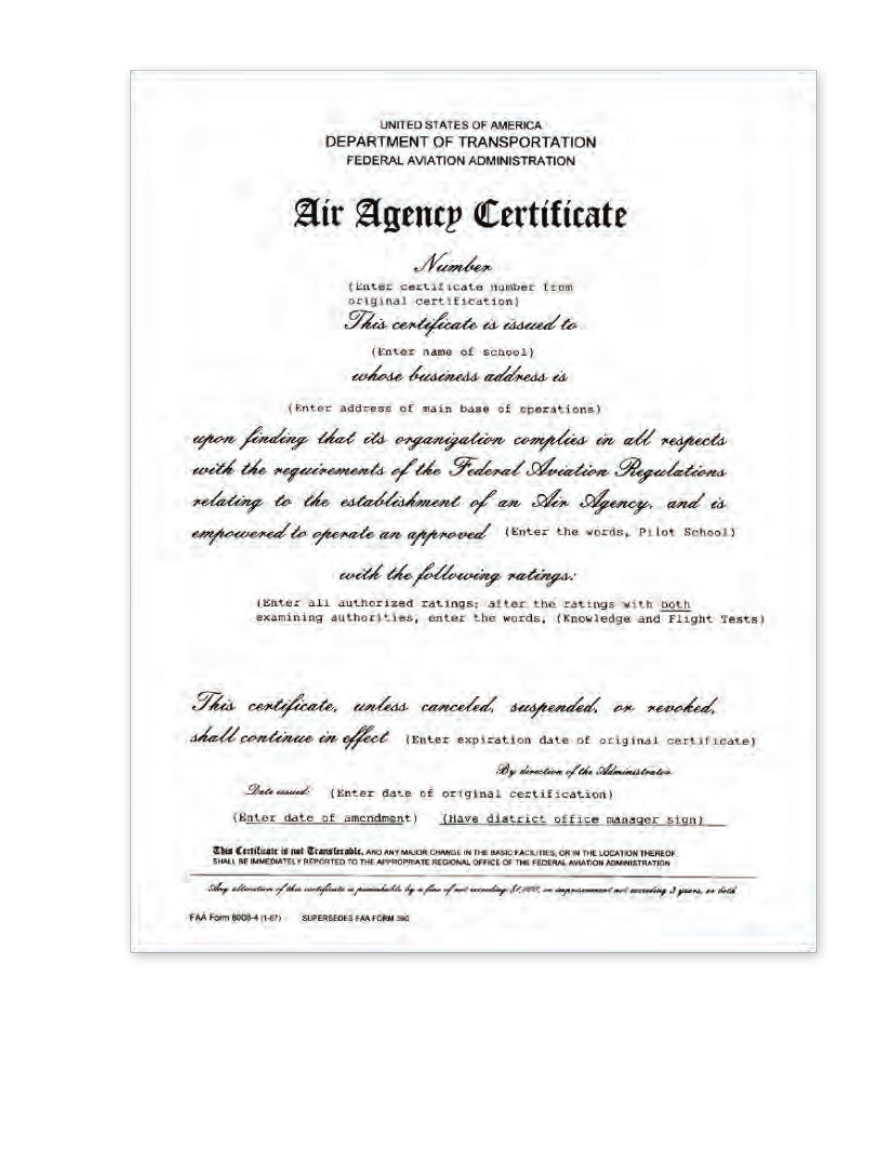 UNITED STATES OF AMERICA
DEPARTMENT OF TRANSPORTATION
FEDERAL AVIATION ADMINISTRATION
Air Agency Certificate
Number
(Enter certificate number from
original certification)
This certificate is issued to
(Enter name of school)
whose business address is
(Enter address of main base of operations)
upon finding that its organization complies in all respects
with the requirements of the Federal Aviation Regulations
relating to the establishment of an Air Agency, and is
empowered to operate an approved (Enter the words, Pilot School)
with the following ratings:
(Enter all authorized ratings; after the ratings with both
examining authorities, enter the words, (Knowledge and Flight Tests)
This certificate, unless canceled, suspended, or revoked,
shall continue in effect (Enter expiration date of original certificate)
By direction of the Administrator
Date issued: (Enter date of original certification)
(Enter date of amendment) (Have district office manager sign)
This Certificate is not Transferable, AND ANY MAJOR CHANGE IN THE BASIC FACILITIES, OR IN THE LOCATION THEREOF
SHALL BE IMMEDIATELY REPORTED TO THE APPROPRIATE REGIONAL OFFICE OF THE FEDERAL AVIATION ADMINISTRATION
Any alteration of this certificate is punishable by a fine of not exceeding $1,000, or imprisonment not exceeding 3 years, or both
FAA Form 8000-4 (1-67) SUPERSEDES FAA FORM 390